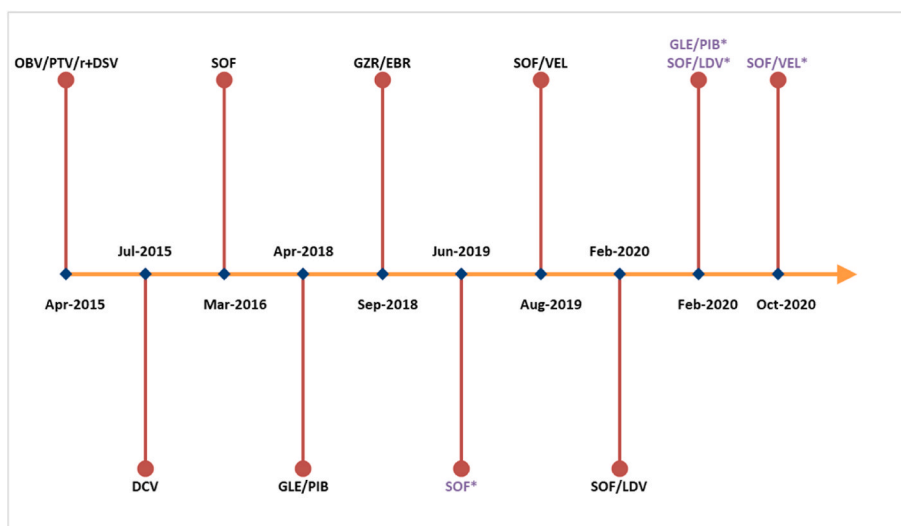 OBV/PTV/r+DSV
SOF
GZR/EBR
SOF/VEL
GLE/PIB*
SOF/LDV*
SOF/VEL*
Jul-2015
Apr-2018
Jun-2019
Feb-2020
Apr-2015
Mar-2016
Sep-2018
Aug-2019
Feb-2020
Oct-2020
DCV
GLE/PIB
SOF*
SOF/LDV